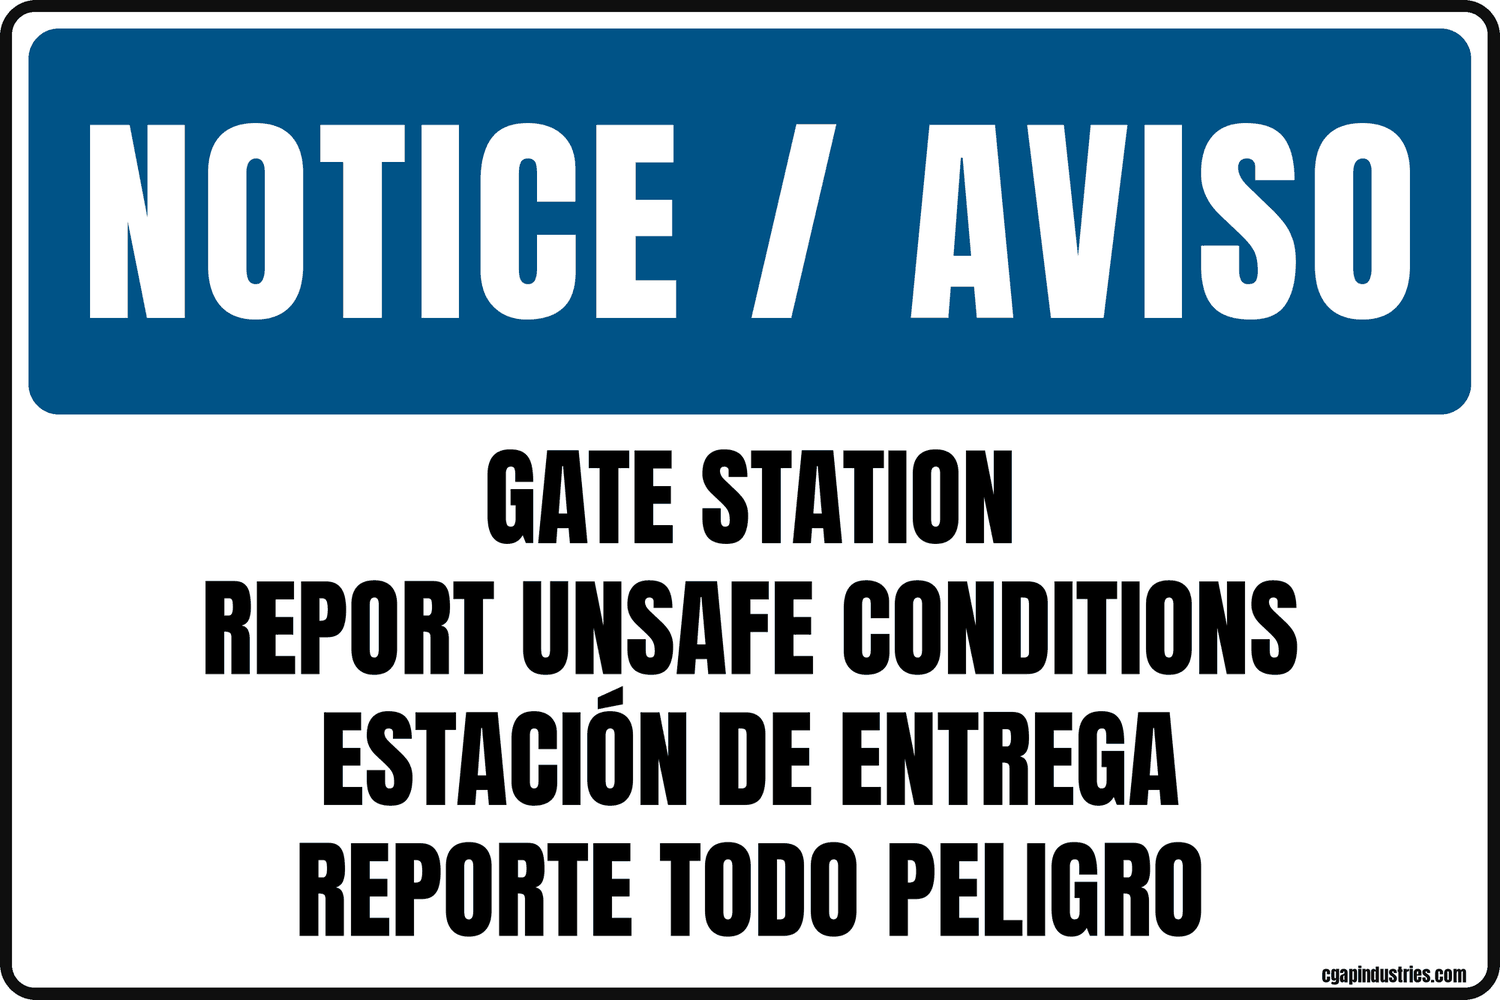 NOTICE / AVISO
GATE STATION
REPORT UNSAFE CONDITIONS
ESTACIÓN DE ENTREGA
REPORTE TODO PELIGRO
cgapindustries.com